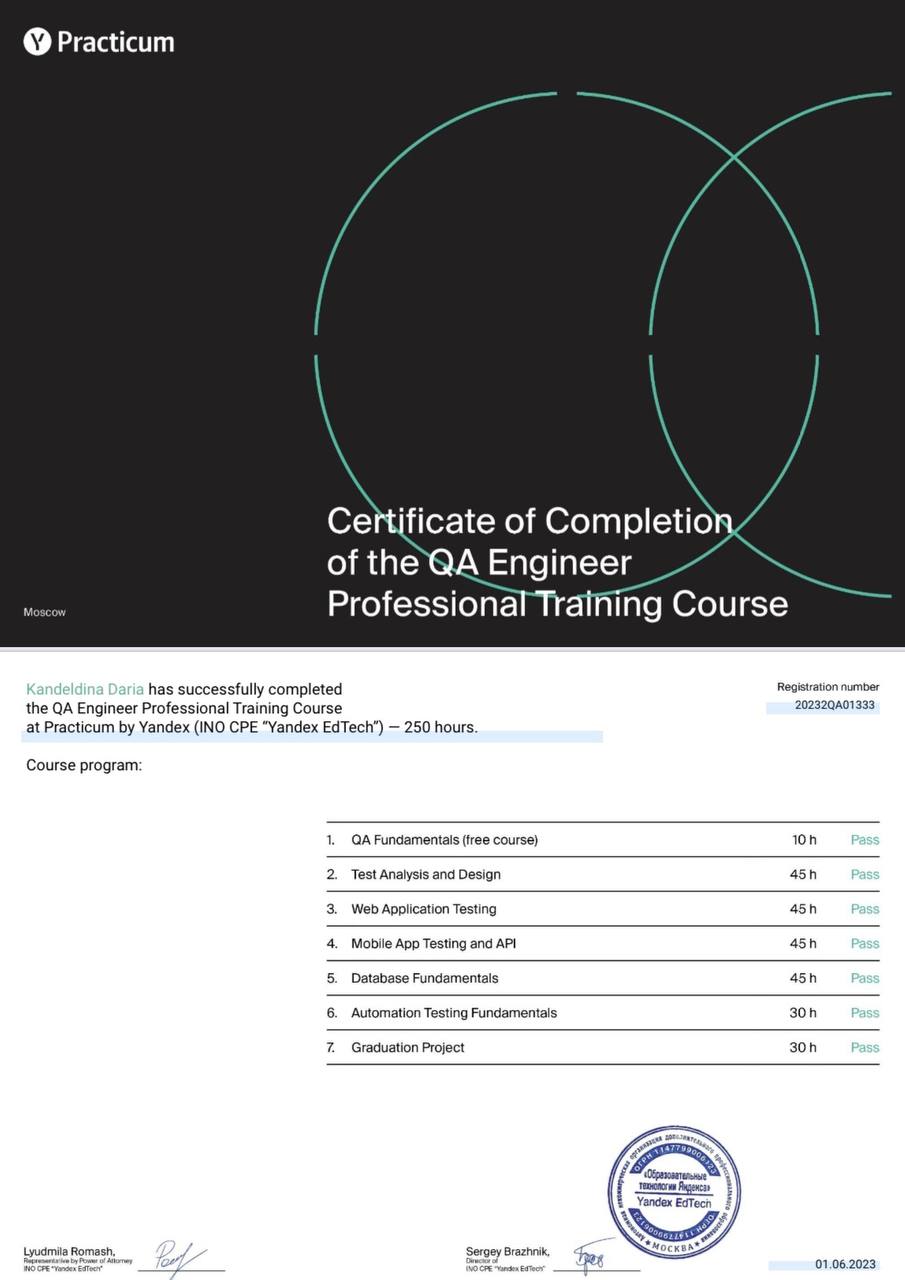 Practicum
Certificate of Completion
of the QA Engineer
Professional Training Course
Moscow
Kandeldina Daria has successfully completed
the QA Engineer Professional Training Course
at Practicum by Yandex (INO CPE “Yandex EdTech”) — 250 hours.
Registration number
20232QA01333
Course program:
1. QA Fundamentals (free course) 10 h Pass
2. Test Analysis and Design 45 h Pass
3. Web Application Testing 45 h Pass
4. Mobile App Testing and API 45 h Pass
5. Database Fundamentals 45 h Pass
6. Automation Testing Fundamentals 30 h Pass
7. Graduation Project 30 h Pass
«Образовательные
технологии Яндекса»
Yandex EdTech
МОСКВА
Lyudmila Romash,
Representative by Power of Attorney
INO CPE “Yandex EdTech”
Sergey Brazhnik,
Director of
INO CPE “Yandex EdTech”
01.06.2023